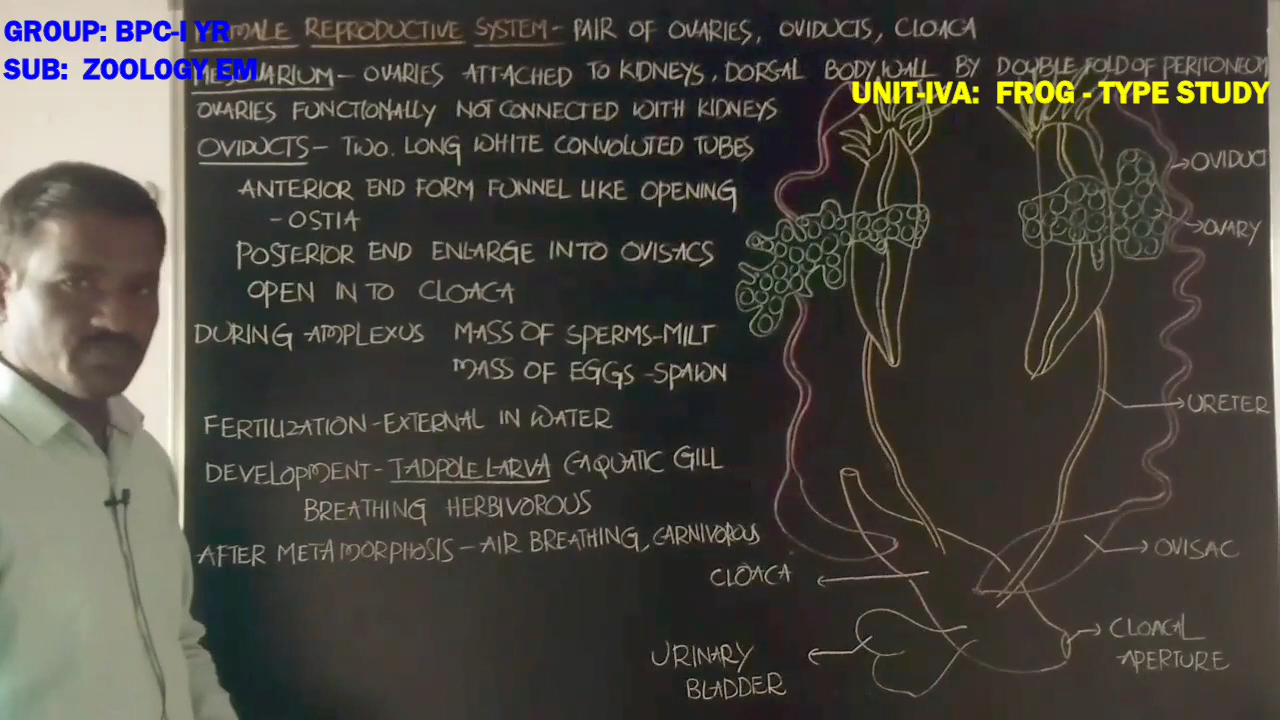 GROUP: BPC-I YR
SUB: ZOOLOGY EM
UNIT-IVA: FROG - TYPE STUDY
MALE REPRODUCTIVE SYSTEM - PAIR OF OVARIES, OVIDUCTS, CLOACA
OVARIES ATTACHED TO KIDNEYS, DORSAL BODY WALL BY DOUBLE FOLD OF PERITONEUM
OVARIES FUNCTIONALLY NOT CONNECTED WITH KIDNEYS
OVIDUCTS - TWO. LONG WHITE CONVOLUTED TUBES
ANTERIOR END FORM FUNNEL LIKE OPENING
- OSTIA
POSTERIOR END ENLARGE INTO OVISACS
OPEN IN TO CLOACA
DURING AMPLEXUS MASS OF SPERMS-MILT
MASS OF EGGS -SPAWN
FERTILIZATION-EXTERNAL IN WATER
DEVELOPMENT- TADPOLE LARVA (AQUATIC GILL
BREATHING HERBIVOROUS
AFTER METAMORPHOSIS - AIR BREATHING, CARNIVOROUS
OVIDUCT
OVARY
URETER
OVISAC
CLOACA
CLOACAL
APERTURE
URINARY
BLADDER